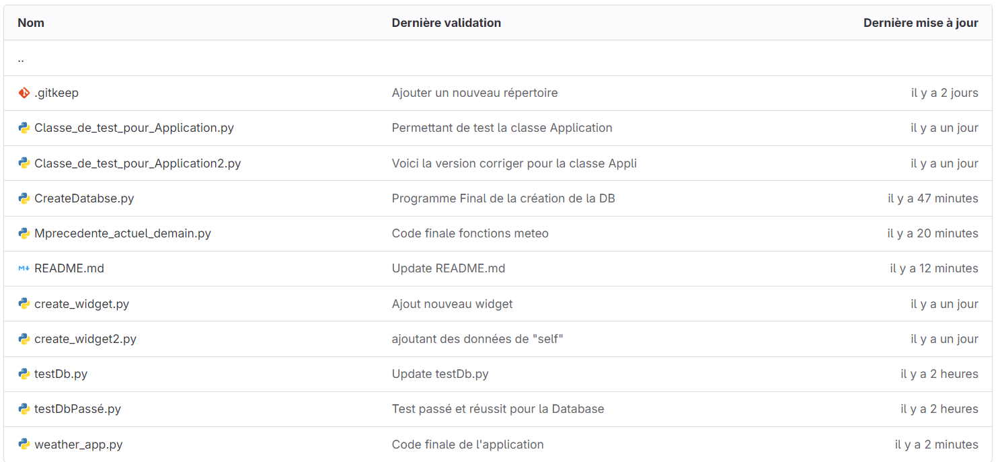 Nom Dernière validation Dernière mise à jour
..
.gitkeep Ajouter un nouveau répertoire il y a 2 jours
Classe_de_test_pour_Application.py Permettant de test la classe Application il y a un jour
Classe_de_test_pour_Application2.py Voici la version corriger pour la classe Appli il y a un jour
CreateDatabse.py Programme Final de la création de la DB il y a 47 minutes
Mprecedente_actuel_demain.py Code finale fonctions meteo il y a 20 minutes
README.md Update README.md il y a 12 minutes
create_widget.py Ajout nouveau widget il y a un jour
create_widget2.py ajoutant des données de "self" il y a un jour
testDb.py Update testDb.py il y a 2 heures
testDbPassé.py Test passé et réussit pour la Database il y a 2 heures
weather_app.py Code finale de l'application il y a 2 minutes